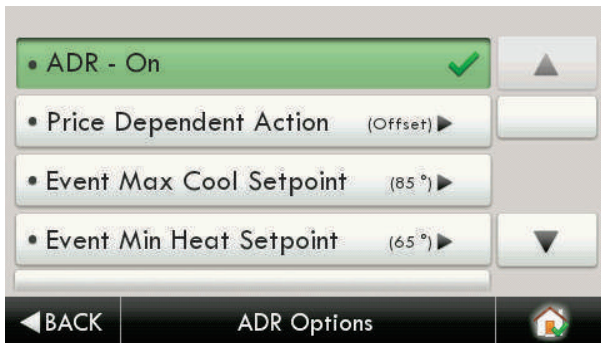 • ADR - On
• Price Dependent Action (Offset)
• Event Max Cool Setpoint (85 °)
• Event Min Heat Setpoint (65 °)
BACK ADR Options